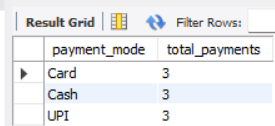 Result Grid Filter Rows:
payment_mode total_payments
Card 3
Cash 3
UPI 3